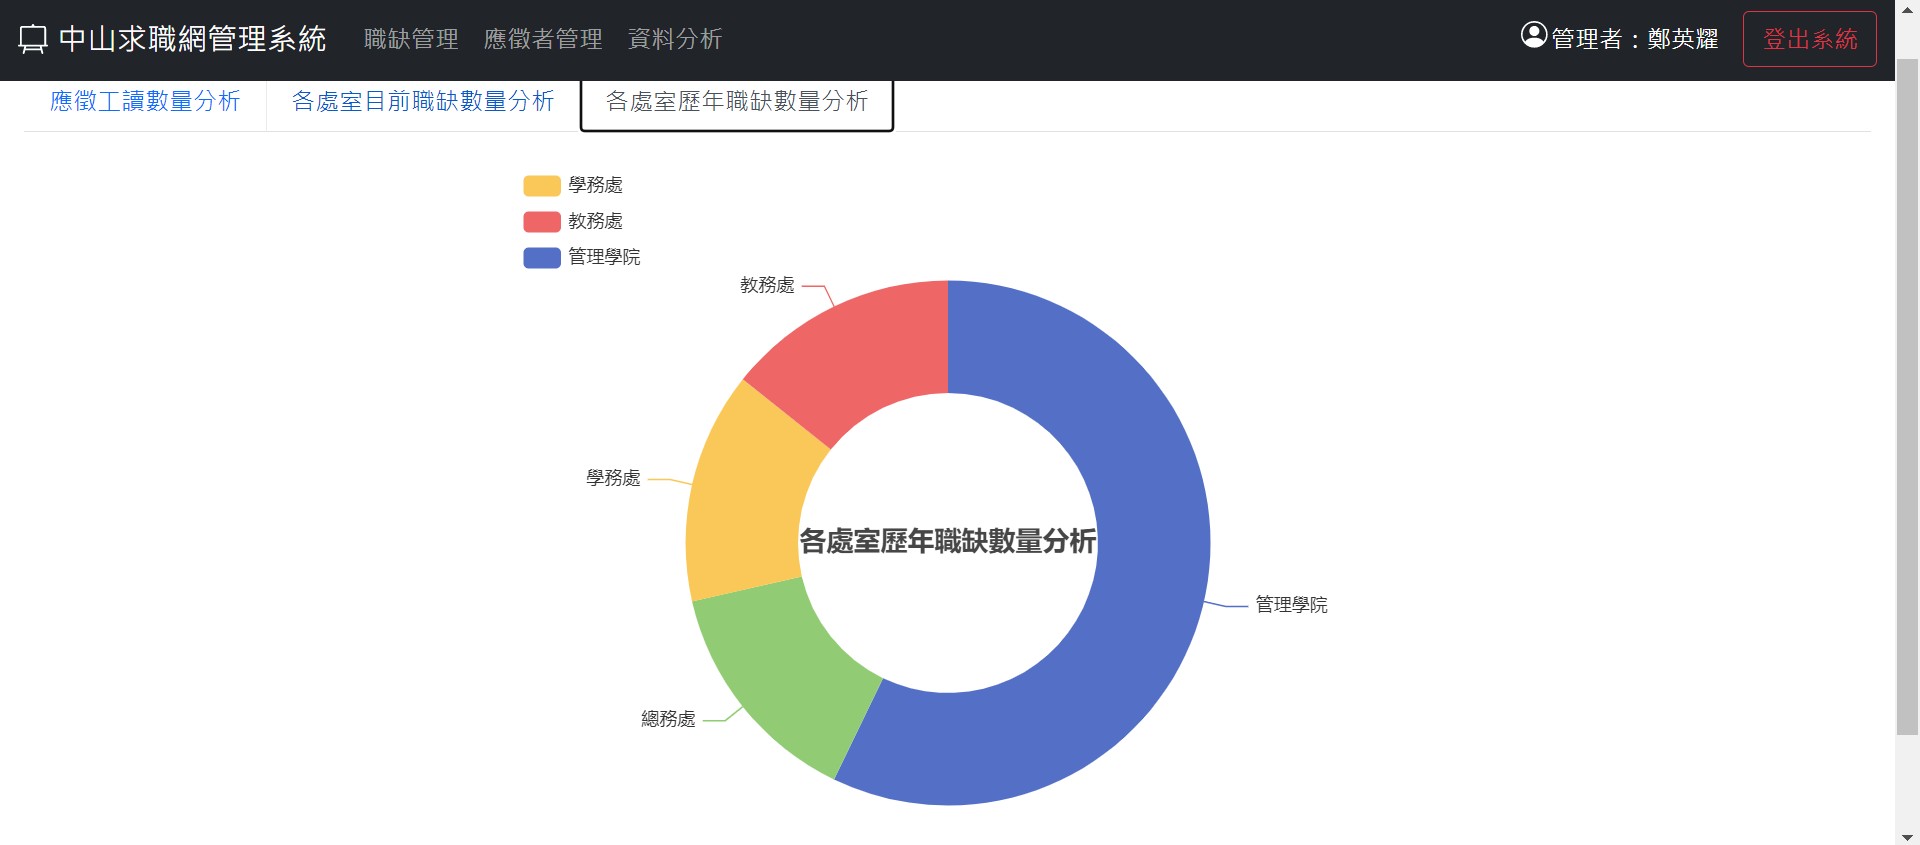 中山求職網管理系統 職缺管理 應徵者管理 資料分析 管理者：鄭英耀 登出系統
應徵工讀數量分析 各處室目前職缺數量分析 各處室歷年職缺數量分析
學務處
教務處
管理學院
教務處
學務處
各處室歷年職缺數量分析
管理學院
總務處